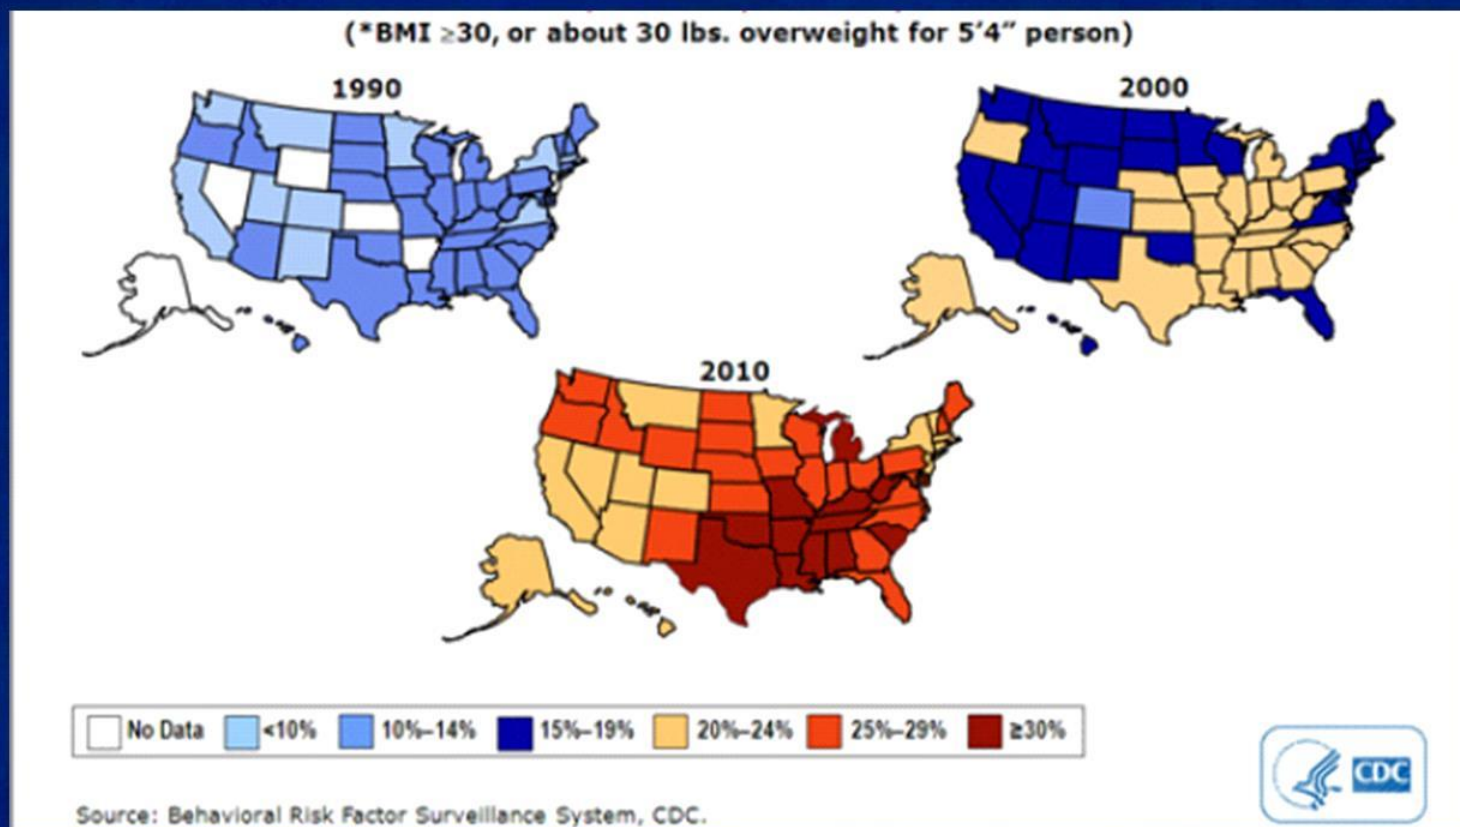 (*BMI ≥30, or about 30 lbs. overweight for 5’4” person)
1990
2000
2010
No Data
<10%
10%–14%
15%–19%
20%–24%
25%–29%
≥30%
CDC
Source: Behavioral Risk Factor Surveillance System, CDC.